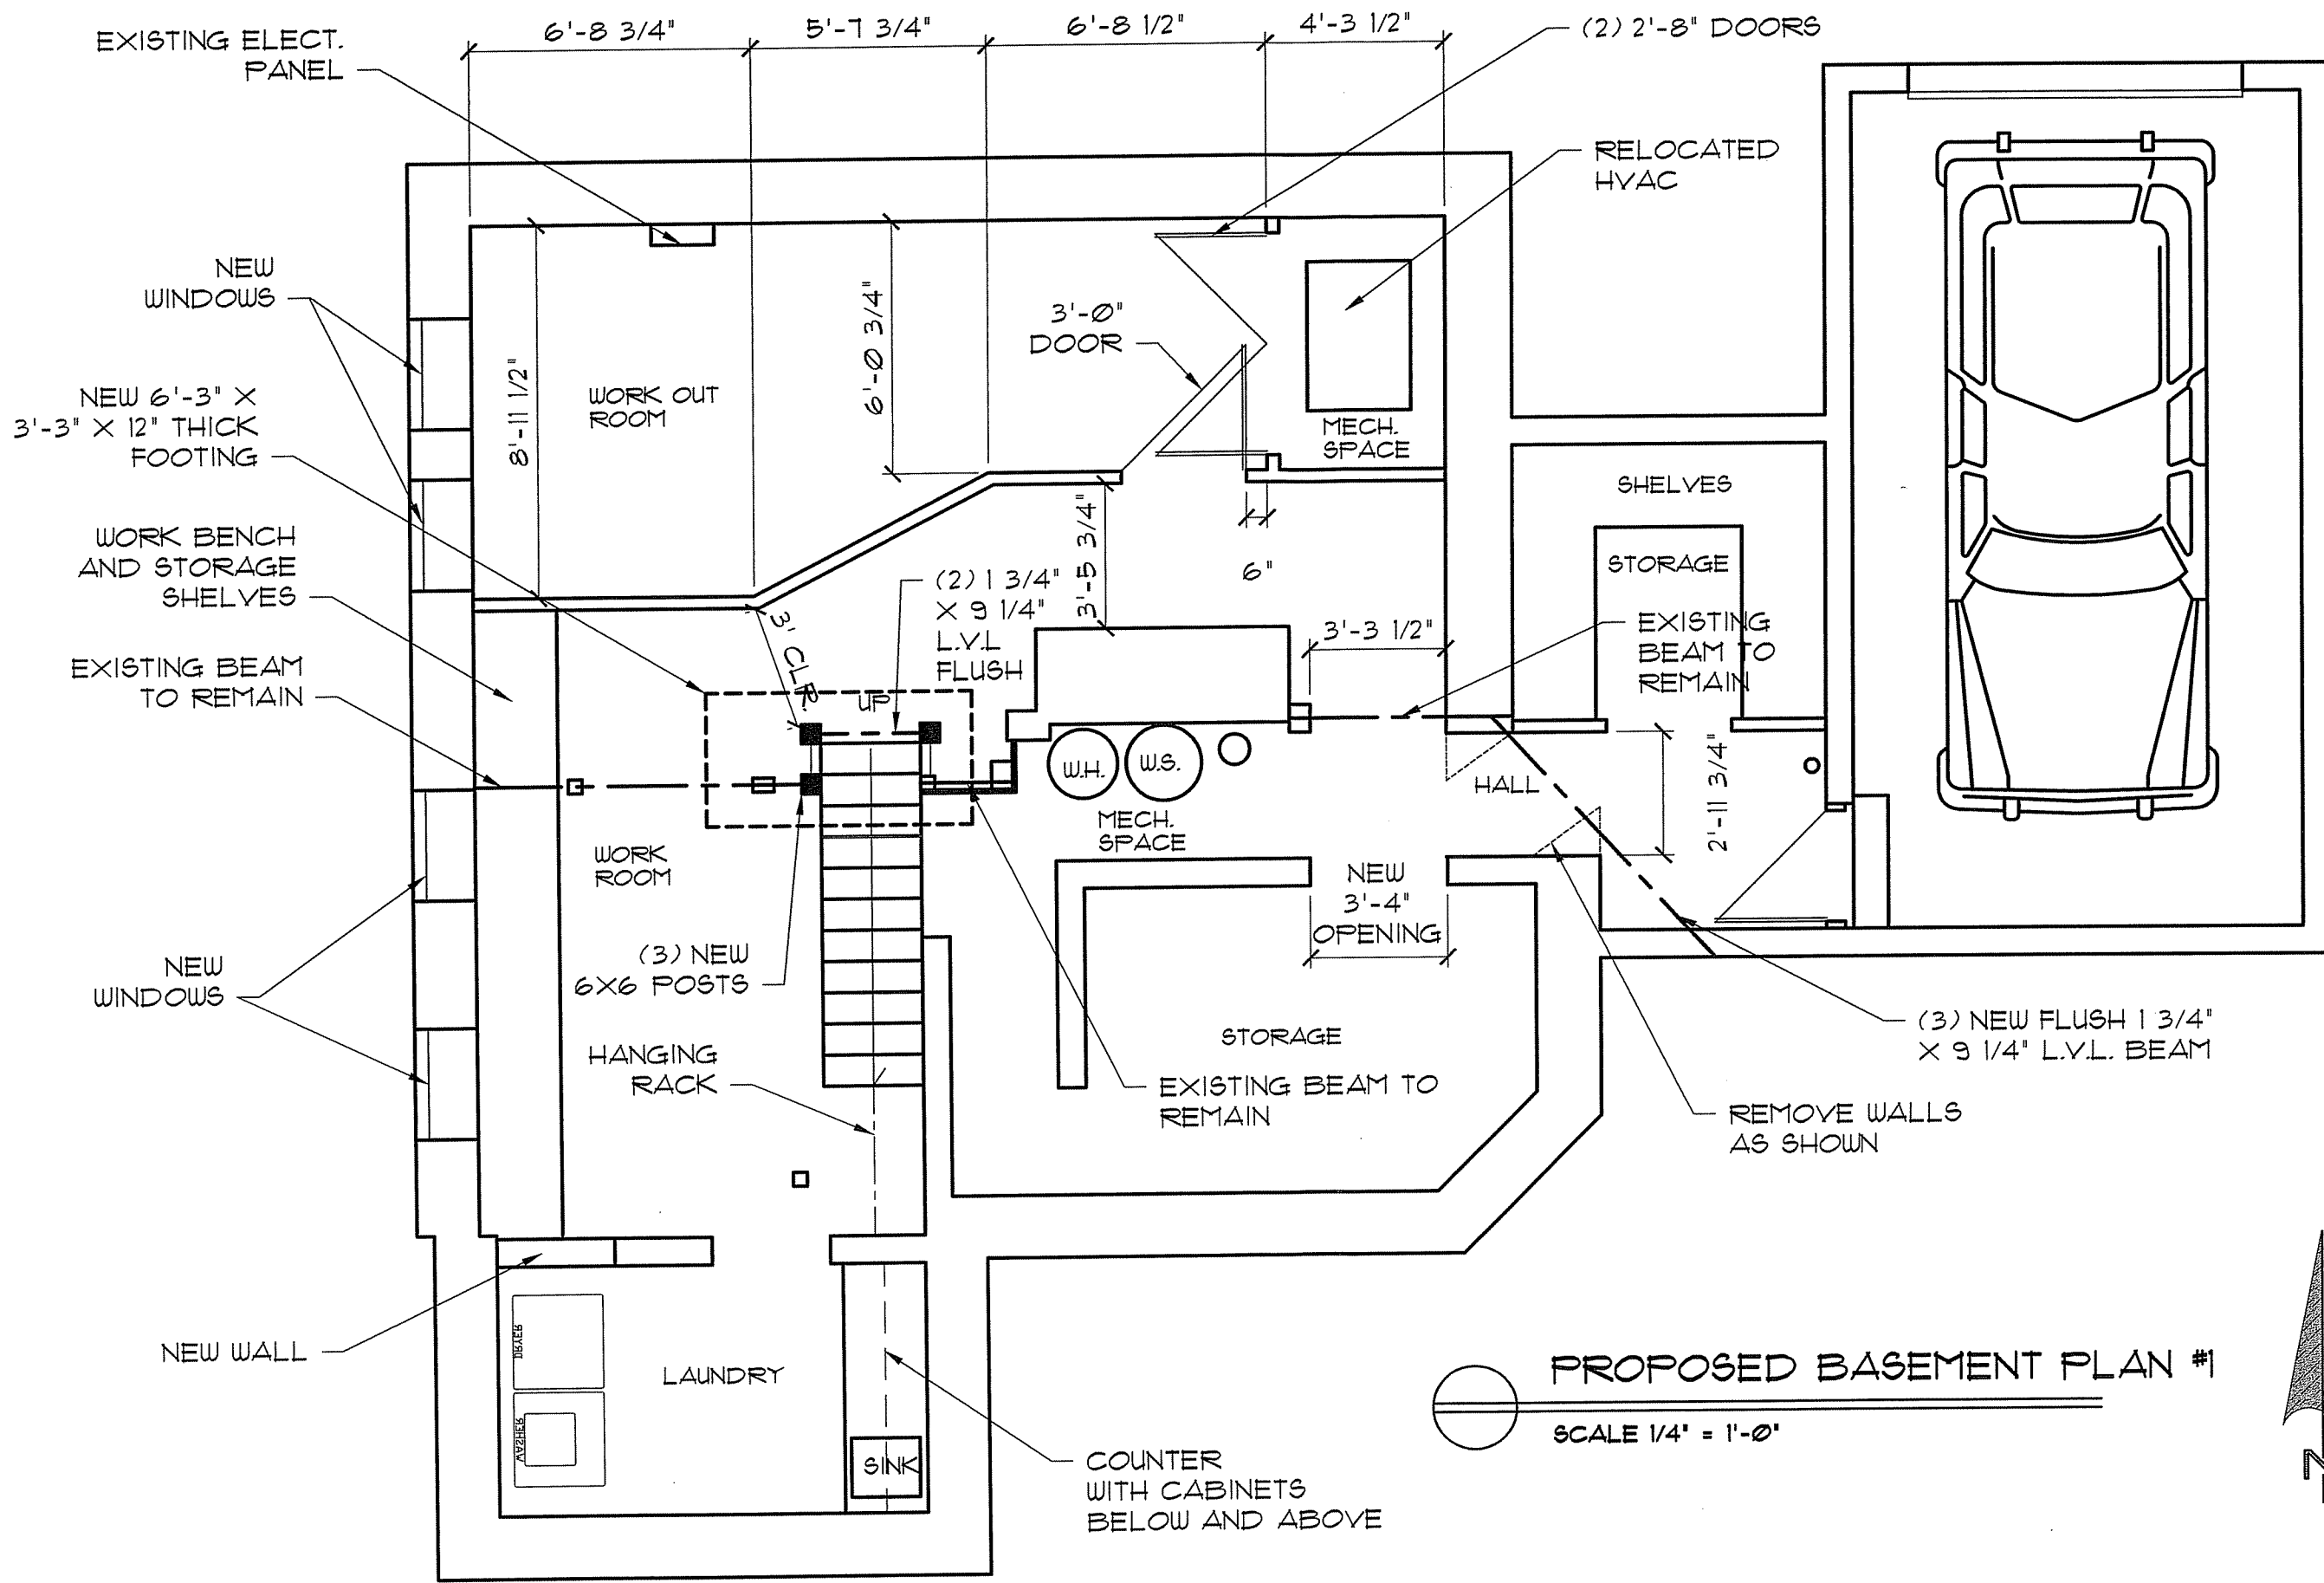 6'-8 3/4"
5'-7 3/4"
6'-8 1/2"
4'-3 1/2"
(2) 2'-8" DOORS
EXISTING ELECT.
PANEL
RELOCATED
HVAC
NEW
WINDOWS
3'-0"
DOOR
6'-0 3/4"
8'-11 1/2"
WORK OUT
ROOM
MECH.
SPACE
NEW 6'-3" X
3'-3" X 12" THICK
FOOTING
SHELVES
STORAGE
WORK BENCH
AND STORAGE
SHELVES
(2) 1 3/4"
X 9 1/4"
L.V.L
FLUSH
3'-5 3/4"
6"
3' CLR.
UP
3'-3 1/2"
EXISTING
BEAM TO
REMAIN
EXISTING BEAM
TO REMAIN
W.H.
W.S.
HALL
2'-11 3/4"
MECH.
SPACE
WORK
ROOM
NEW
3'-4"
OPENING
(3) NEW
6X6 POSTS
NEW
WINDOWS
STORAGE
(3) NEW FLUSH 1 3/4"
X 9 1/4" L.V.L. BEAM
HANGING
RACK
EXISTING BEAM TO
REMAIN
REMOVE WALLS
AS SHOWN
NEW WALL
DRYER
WASHER
LAUNDRY
SINK
COUNTER
WITH CABINETS
BELOW AND ABOVE
PROPOSED BASEMENT PLAN #1
SCALE 1/4" = 1'-0"
N